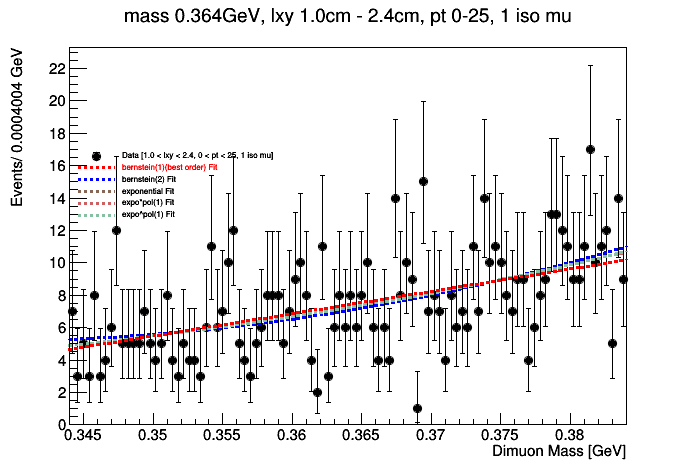 mass 0.364GeV, lxy 1.0cm - 2.4cm, pt 0-25, 1 iso mu
Events/ 0.0004004 GeV
22
20
18
16
14
12
10
8
6
4
2
0
Data [1.0 < lxy < 2.4, 0 < pt < 25, 1 iso mu]
bernstein(1)(best order) Fit
bernstein(2) Fit
exponential Fit
expo*pol(1) Fit
expo^pol(1) Fit
0.345 0.35 0.355 0.36 0.365 0.37 0.375 0.38
Dimuon Mass [GeV]